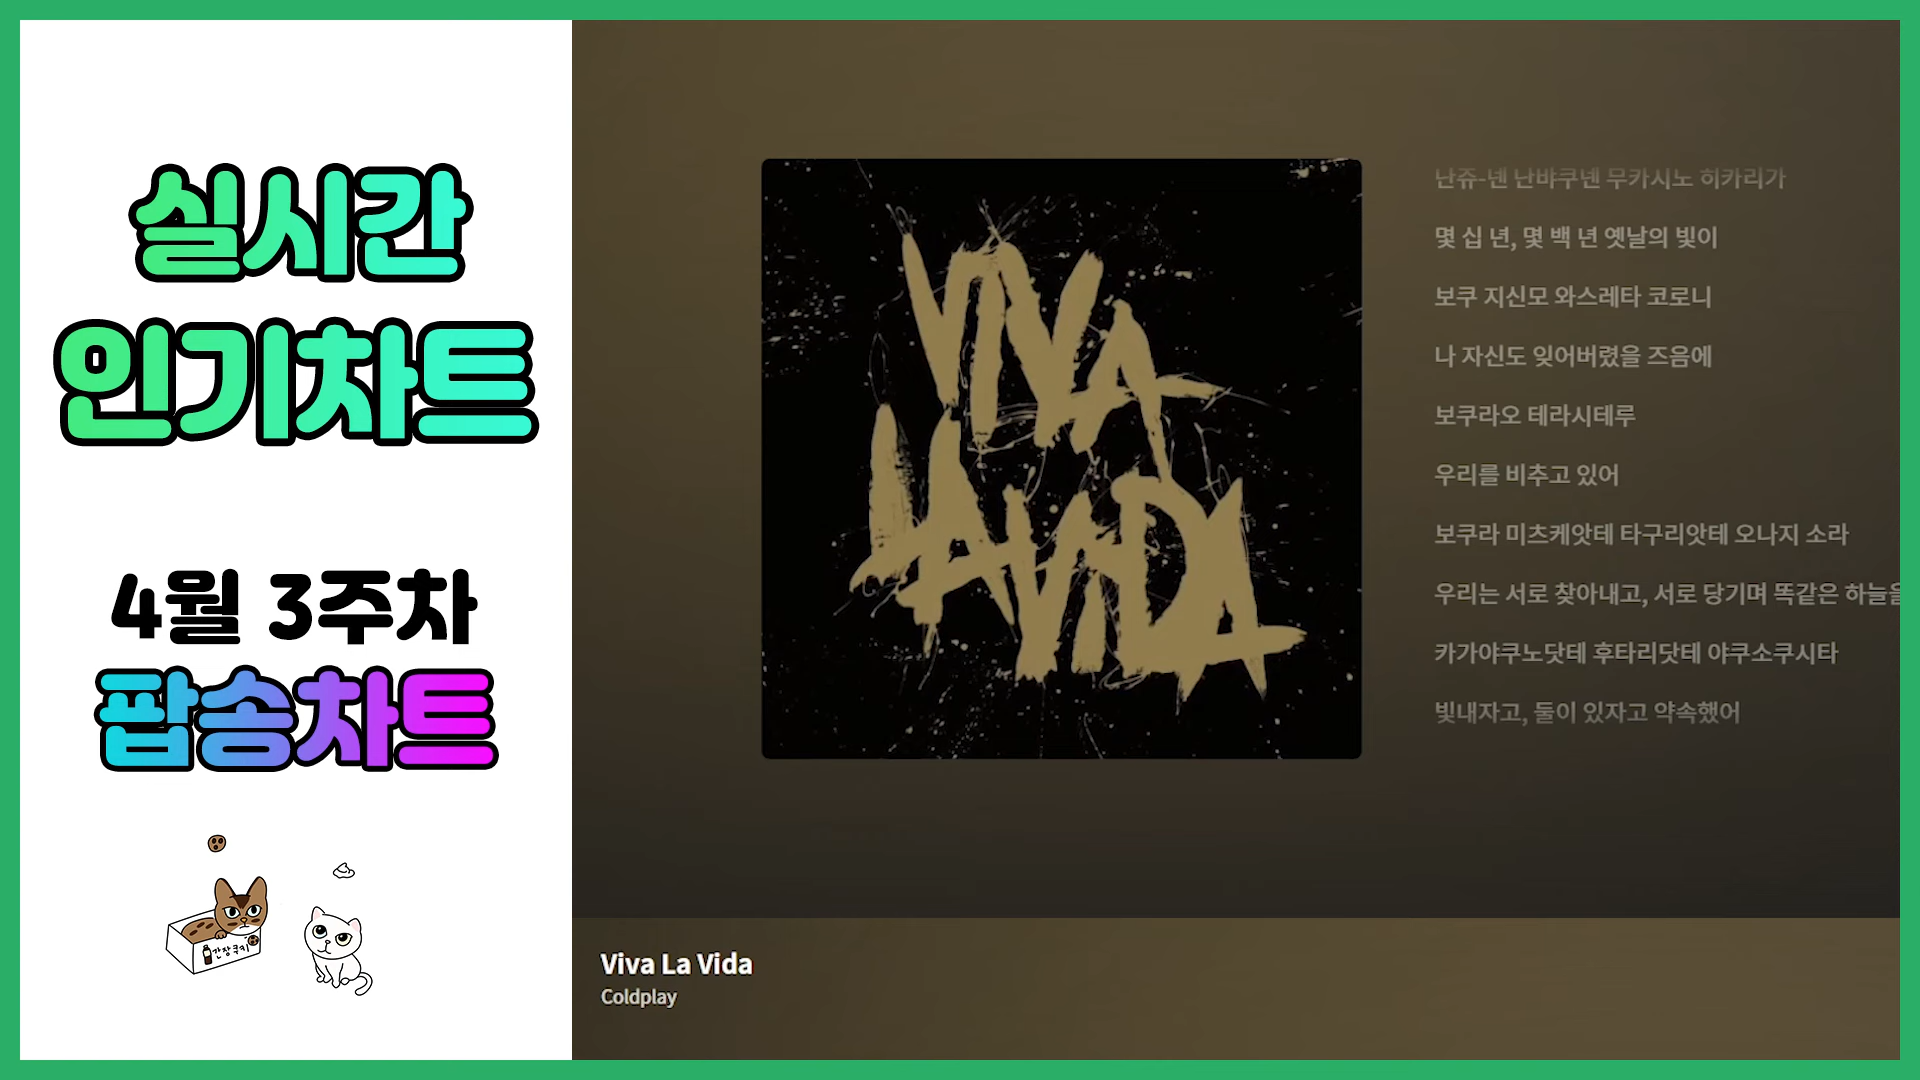 실시간
인기차트
4월 3주차
팝송차트
간장쿠키
VIVA
LA ViDA
난쥬-넨 난뱌쿠넨 무카시노 히카리가
몇 십 년, 몇 백 년 옛날의 빛이
보쿠 지신모 와스레타 코로니
나 자신도 잊어버렸을 즈음에
보쿠라오 테라시테루
우리를 비추고 있어
보쿠라 미츠케앗테 타구리앗테 오나지 소라
우리는 서로 찾아내고, 서로 당기며 똑같은 하늘을
카가야쿠노닷테 후타리닷테 야쿠소쿠시타
빛내자고, 둘이 있자고 약속했어
Viva La Vida
Coldplay